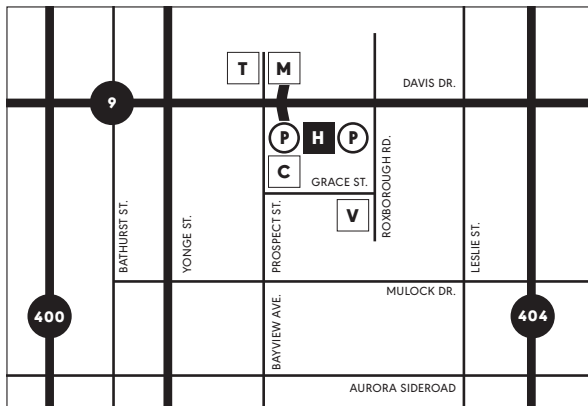 T M
DAVIS DR.
9
P H P
C
GRACE ST.
V
ROXBOROUGH RD.
BATHURST ST.
YONGE ST.
PROSPECT ST.
LESLIE ST.
MULOCK DR.
400
BAYVIEW AVE.
404
AURORA SIDEROAD